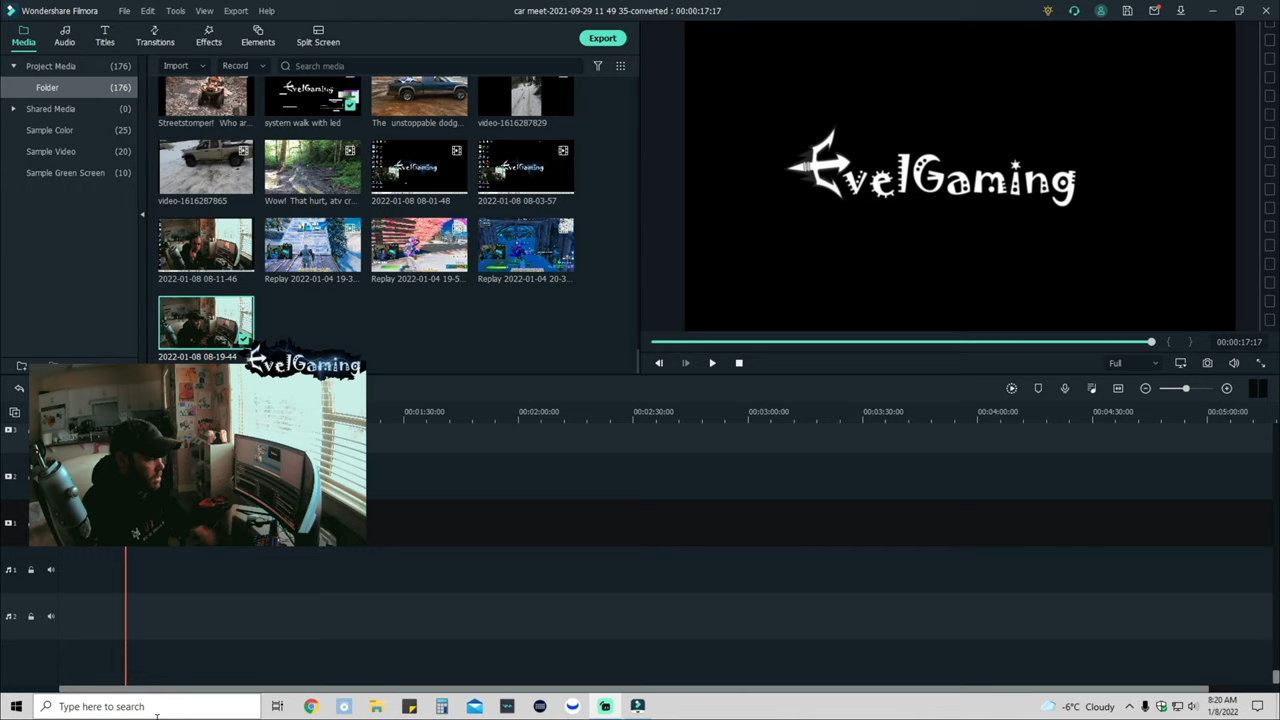 Wondershare Filmora File Edit Tools View Export Help car meet-2021-09-29 11 49 35-converted : 00:00:17:17
Media Audio Titles Transitions Effects Elements Split Screen Export
Project Media (176)
Folder (176)
Shared Media (0)
Sample Color (25)
Sample Video (20)
Sample Green Screen (10)
Import Record Search media
Streetstomper! Who ar... system walk with led The unstoppable dodg... video-1616287829
video-1616287865 Wow! That hurt, atv cr... 2022-01-08 08-01-48 2022-01-08 08-03-57
2022-01-08 08-11-46 Replay 2022-01-04 19-3... Replay 2022-01-04 19-5... Replay 2022-01-04 20-3...
2022-01-08 08-19-44
EvelGaming
EvelGaming
00:00:17:17
Full
00:01:30:00 00:02:00:00 00:02:30:00 00:03:00:00 00:03:30:00 00:04:00:00 00:04:30:00 00:05:00:00
2
1
1
2
Type here to search
-6°C Cloudy
8:20 AM
1/8/2022